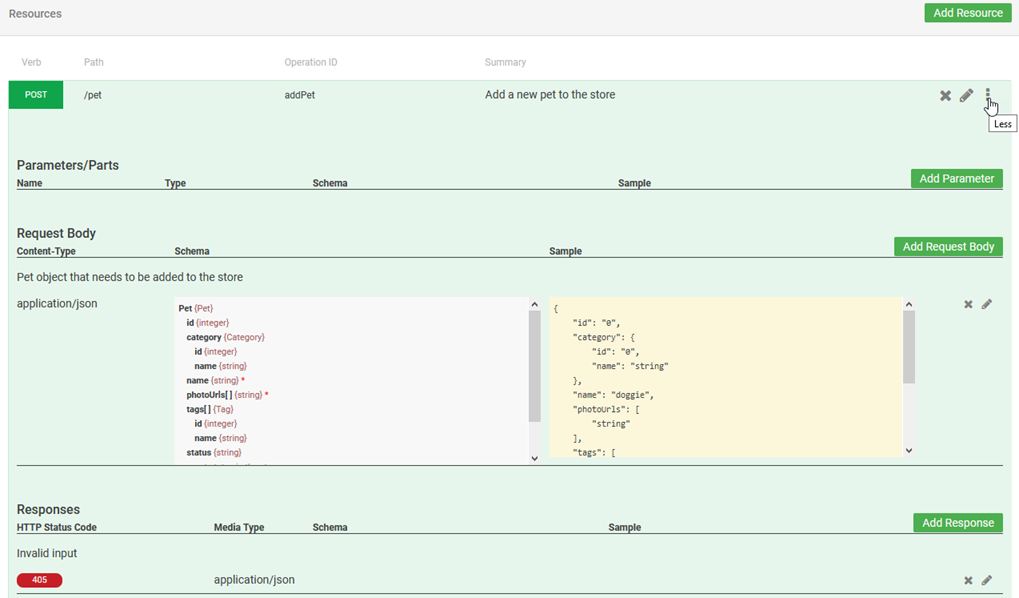 Resources Add Resource
Verb Path Operation ID Summary
POST /pet addPet Add a new pet to the store
Less
Parameters/Parts
Add Parameter
Name Type Schema Sample
Request Body
Add Request Body
Content-Type Schema Sample
Pet object that needs to be added to the store
application/json
Pet {Pet}
id {integer}
category {Category}
id {integer}
name {string}
name {string} *
photoUrls[] {string} *
tags[] {Tag}
id {integer}
name {string}
status {string}
{
"id": "0",
"category": {
"id": "0",
"name": "string"
},
"name": "doggie",
"photoUrls": [
"string"
],
"tags": [
Responses
Add Response
HTTP Status Code Media Type Schema Sample
Invalid input
405 application/json